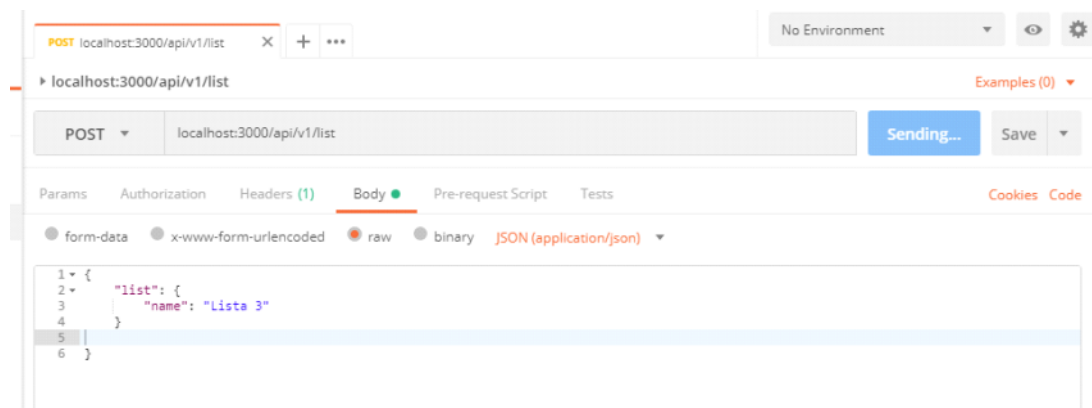 POST localhost:3000/api/v1/list X + ••• No Environment
localhost:3000/api/v1/list Examples (0)
POST localhost:3000/api/v1/list Sending... Save
Params Authorization Headers (1) Body Pre-request Script Tests Cookies Code
form-data x-www-form-urlencoded raw binary JSON (application/json)
1 {
2 "list": {
3 "name": "Lista 3"
4 }
5
6 }